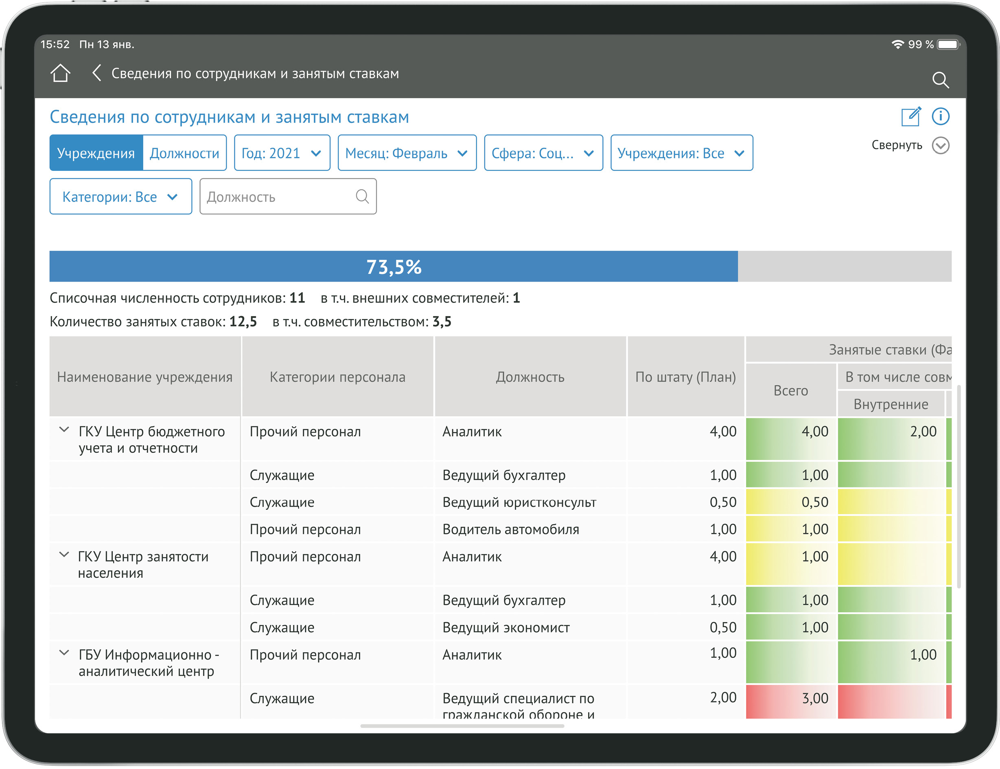 15:52 Пн 13 янв. 99 %
Сведения по сотрудникам и занятым ставкам
Сведения по сотрудникам и занятым ставкам
Учреждения Должности Год: 2021 Месяц: Февраль Сфера: Соц... Учреждения: Все Свернуть
Категории: Все Должность
73,5%
Списочная численность сотрудников: 11 в т.ч. внешних совместителей: 1
Количество занятых ставок: 12,5 в т.ч. совместительством: 3,5
Занятые ставки (Фа
Наименование учреждения Категории персонала Должность По штату (План) Всего В том числе совм
Внутренние
ГКУ Центр бюджетного Прочий персонал Аналитик 4,00 4,00 2,00
учета и отчетности
Служащие Ведущий бухгалтер 1,00 1,00
Служащие Ведущий юристконсульт 0,50 0,50
Прочий персонал Водитель автомобиля 1,00 1,00
ГКУ Центр занятости Прочий персонал Аналитик 4,00 1,00
населения
Служащие Ведущий бухгалтер 1,00 1,00
Служащие Ведущий экономист 0,50 1,00
ГБУ Информационно - Прочий персонал Аналитик 1,00 1,00
аналитический центр
Служащие Ведущий специалист по 2,00 3,00
гражданской обороне и